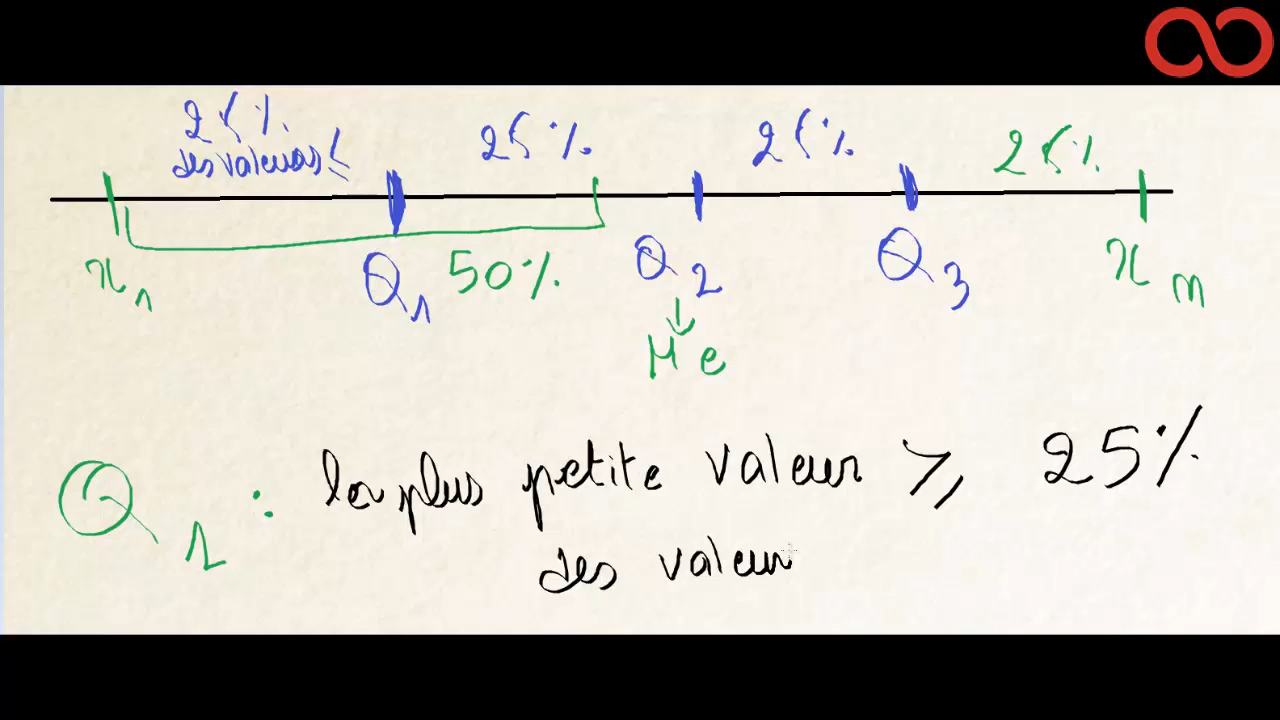 25% 25% 25% 25%
des valeurs ≤
x1 Q1 50% Q2 Q3 xn
↓
Me
Q1 : la plus petite valeur ⩾ 25%
des valeur